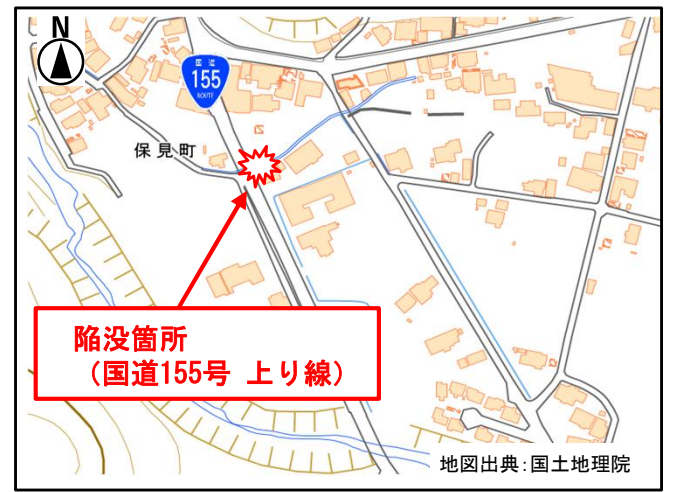 N
国道
155
ROUTE
保見町
陥没箇所
（国道155号 上り線）
地図出典：国土地理院